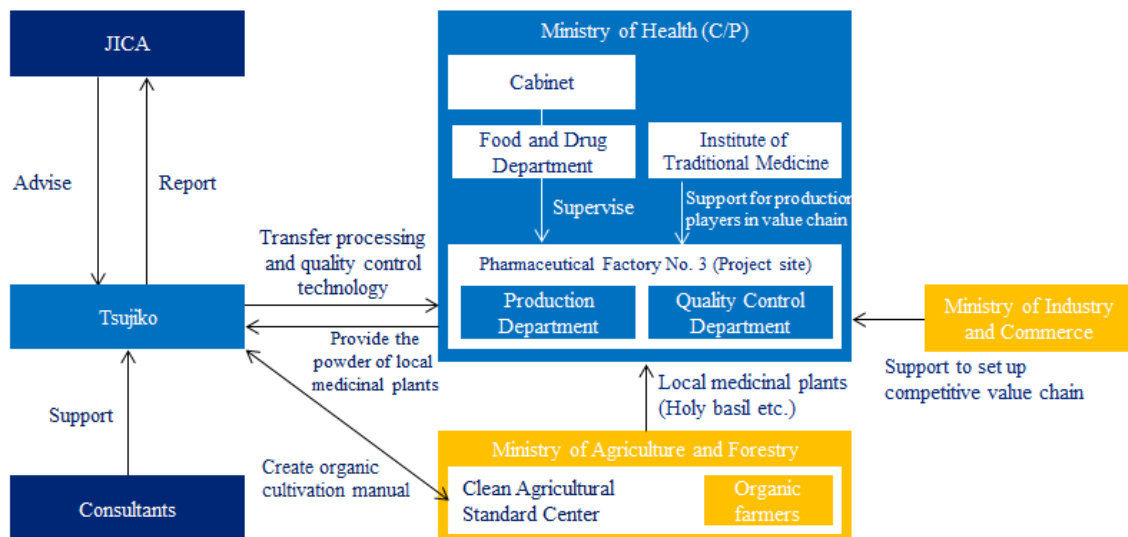 JICA
Ministry of Health (C/P)
Cabinet
Food and Drug
Department
Institute of
Traditional Medicine
Advise
Report
Supervise
Support for production
players in value chain
Transfer processing
and quality control
technology
Pharmaceutical Factory No. 3 (Project site)
Tsujiko
Production
Department
Quality Control
Department
Ministry of Industry
and Commerce
Provide the
powder of local
medicinal plants
Support to set up
competitive value chain
Local medicinal plants
(Holy basil etc.)
Support
Ministry of Agriculture and Forestry
Create organic
cultivation manual
Clean Agricultural
Standard Center
Organic
farmers
Consultants